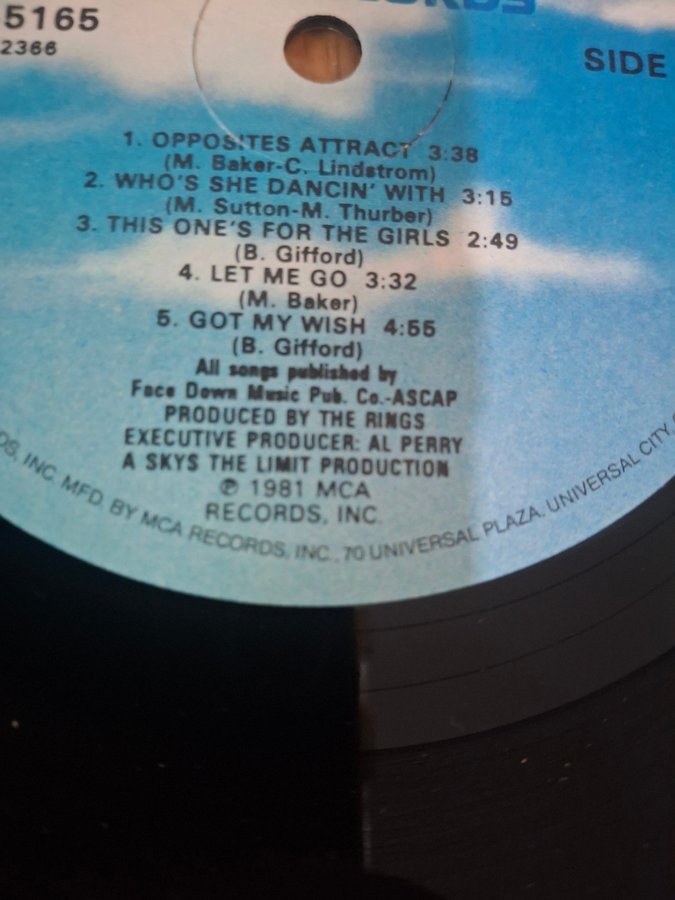 5165
2366
SIDE
1. OPPOSITES ATTRACT 3:38
(M. Baker-C. Lindstrom)
2. WHO'S SHE DANCIN' WITH 3:15
(M. Sutton-M. Thurber)
3. THIS ONE'S FOR THE GIRLS 2:49
(B. Gifford)
4. LET ME GO 3:32
(M. Baker)
5. GOT MY WISH 4:55
(B. Gifford)
All songs published by
Face Down Music Pub. Co.-ASCAP
PRODUCED BY THE RINGS
EXECUTIVE PRODUCER: AL PERRY
A SKYS THE LIMIT PRODUCTION
℗ 1981 MCA
RECORDS, INC.
INC. MFD. BY MCA RECORDS, INC., 70 UNIVERSAL PLAZA, UNIVERSAL CITY,